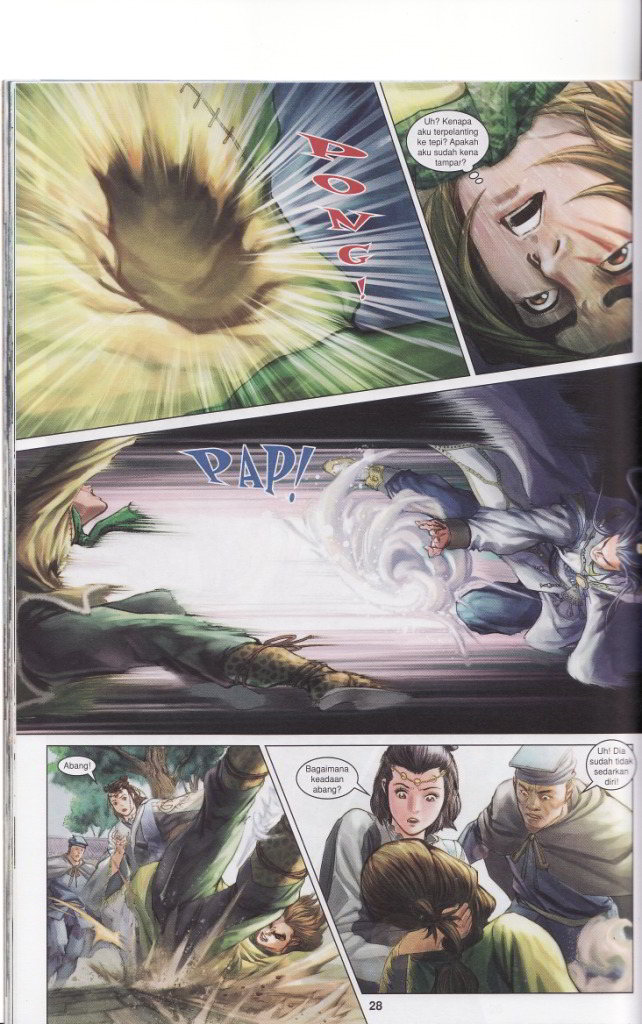 PONG!
Uh? Kenapa
aku terpelanting
ke tepi? Apakah
aku sudah kena
tampar?
PAP!
Abang!
Bagaimana
keadaan
abang?
Uh! Dia
sudah tidak
sedarkan
diri!
28